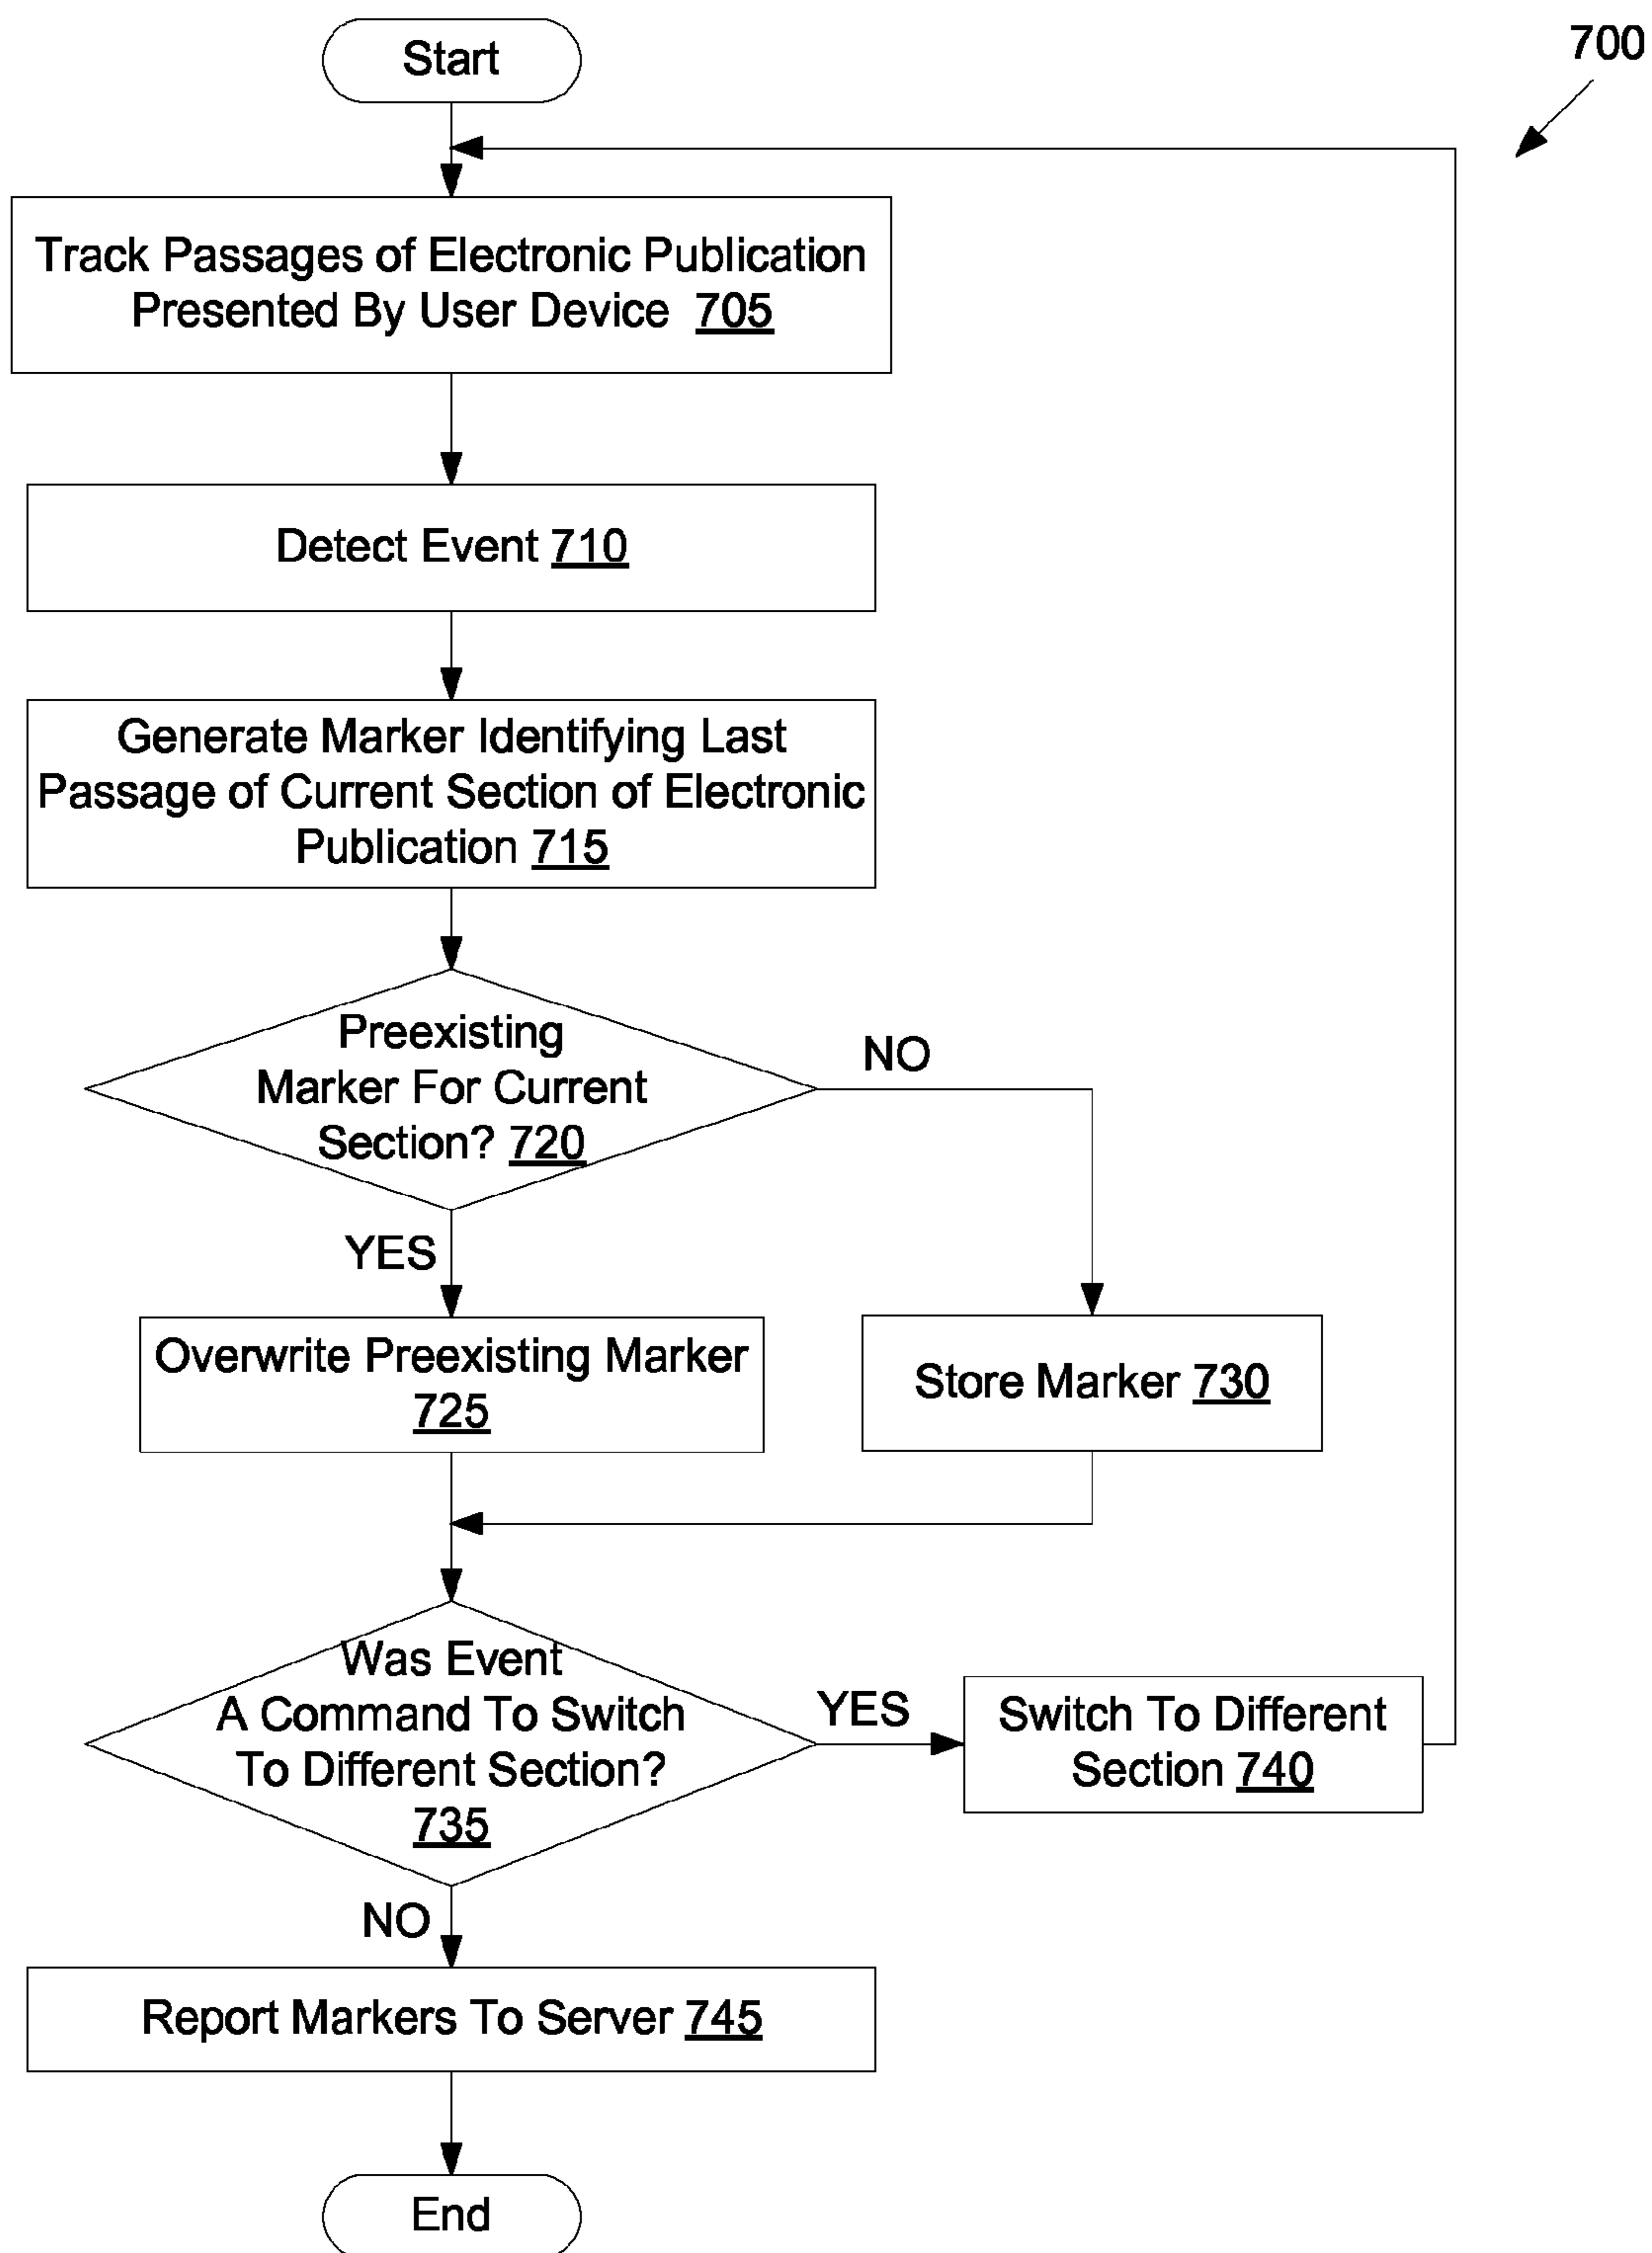 Start
700
Track Passages of Electronic Publication
Presented By User Device 705
Detect Event 710
Generate Marker Identifying Last
Passage of Current Section of Electronic
Publication 715
Preexisting
Marker For Current
Section? 720
NO
YES
Overwrite Preexisting Marker
725
Store Marker 730
Was Event
A Command To Switch
To Different Section?
735
YES
Switch To Different
Section 740
NO
Report Markers To Server 745
End